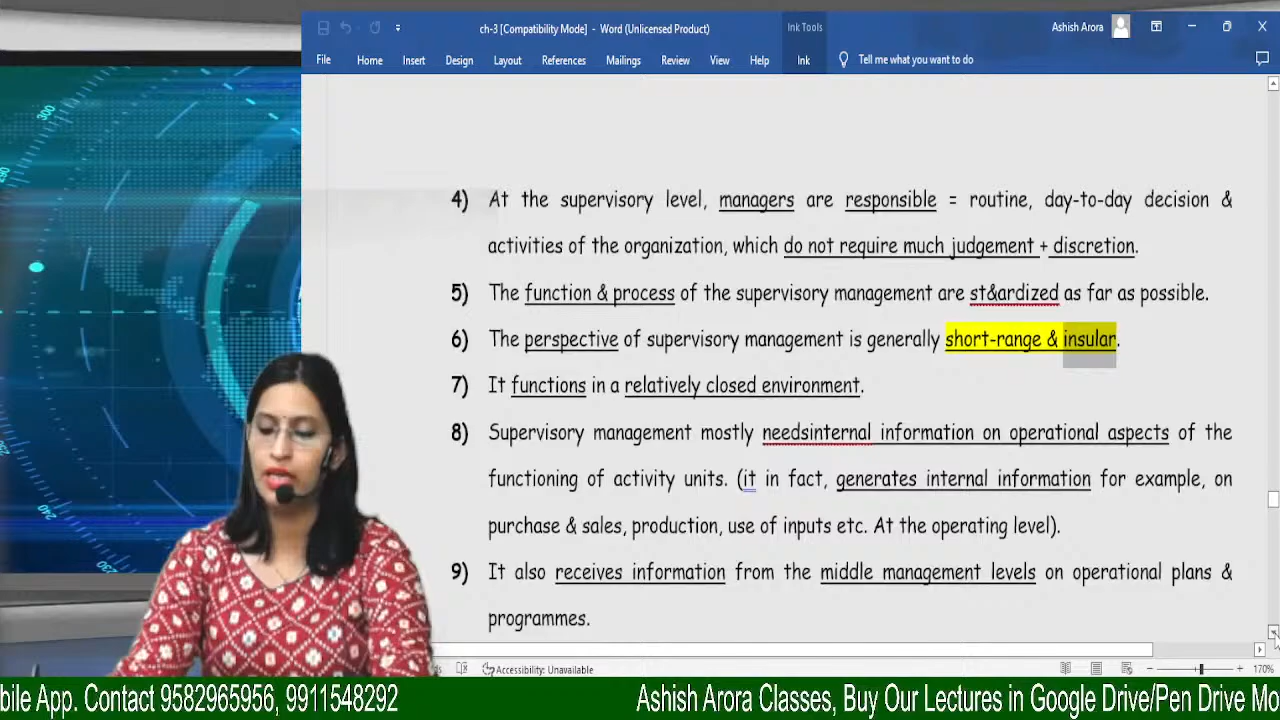 ch-3 [Compatibility Mode] - Word (Unlicensed Product)
Ink Tools
Ashish Arora
File Home Insert Design Layout References Mailings Review View Help Ink Tell me what you want to do
4) At the supervisory level, managers are responsible = routine, day-to-day decision &
activities of the organization, which do not require much judgement + discretion.
5) The function & process of the supervisory management are st&ardized as far as possible.
6) The perspective of supervisory management is generally short-range & insular.
7) It functions in a relatively closed environment.
8) Supervisory management mostly needsinternal information on operational aspects of the
functioning of activity units. (it in fact, generates internal information for example, on
purchase & sales, production, use of inputs etc. At the operating level).
9) It also receives information from the middle management levels on operational plans &
programmes.
Accessibility: Unavailable
170%
bile App. Contact 9582965956, 9911548292 Ashish Arora Classes, Buy Our Lectures in Google Drive/Pen Drive Mo
300
240
230